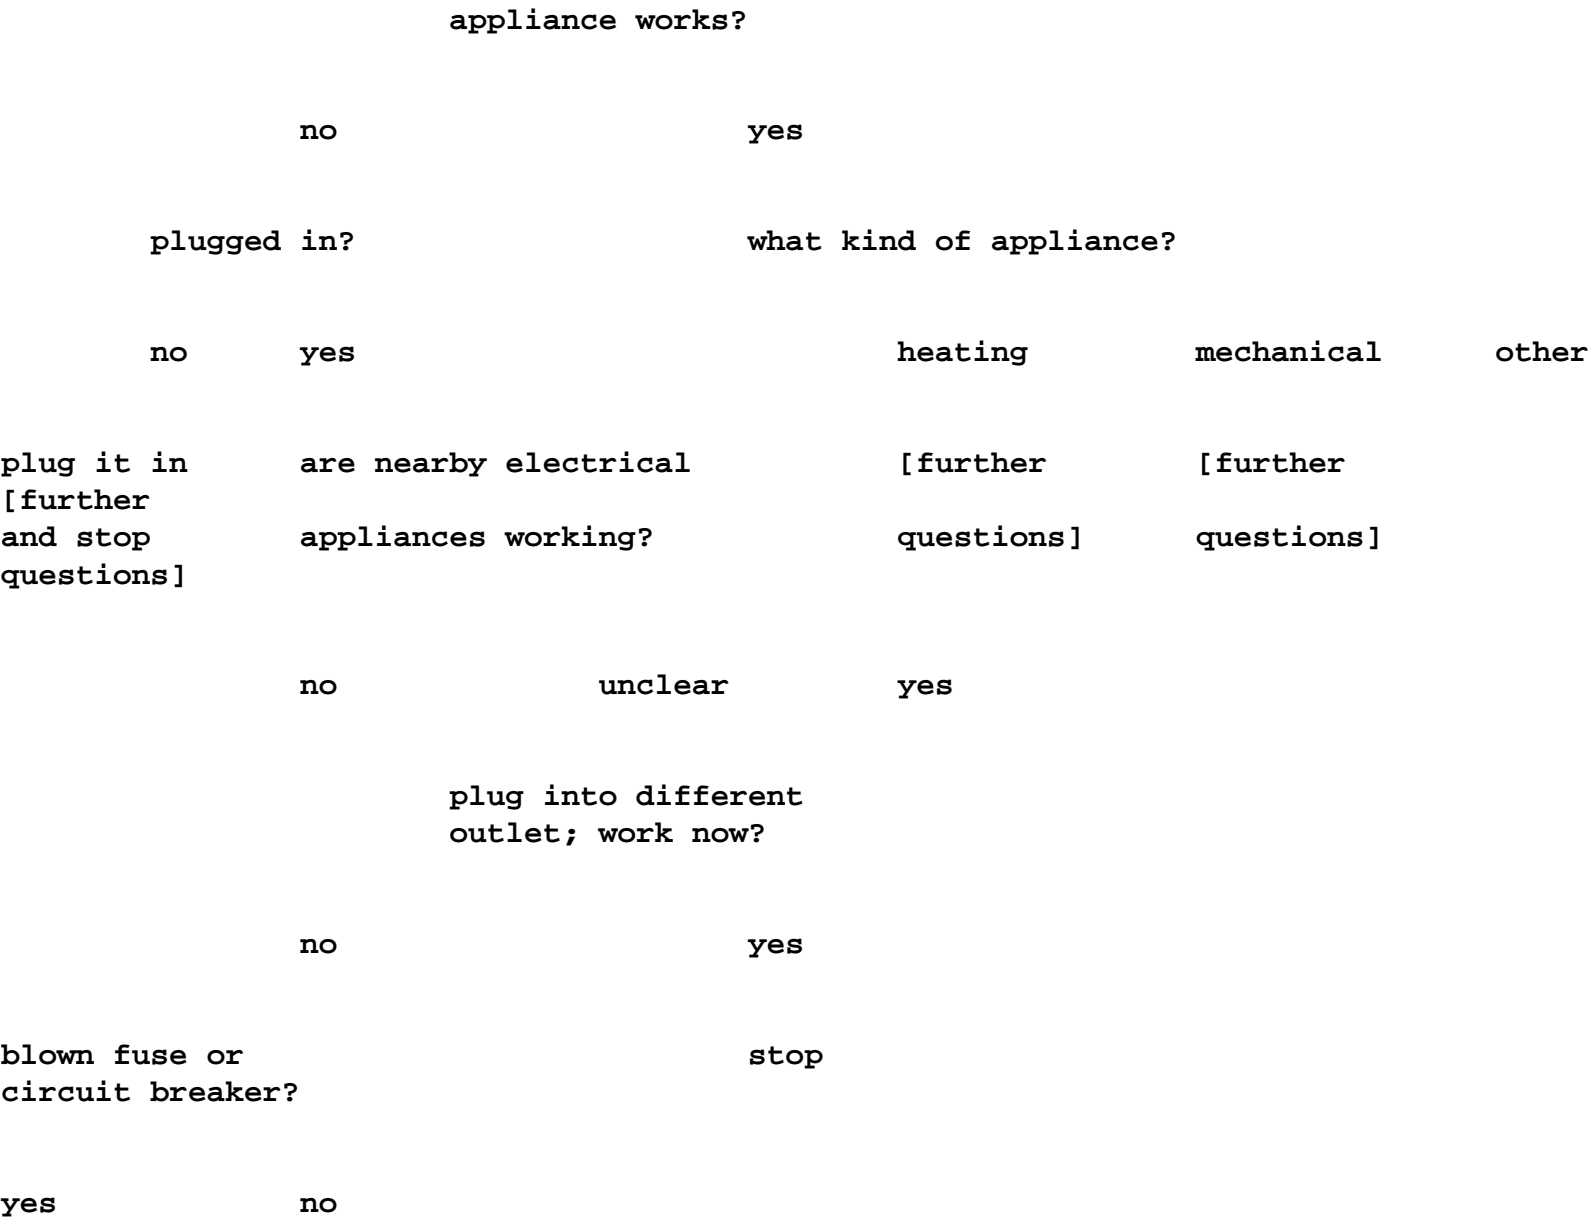 appliance works?
no yes
plugged in? what kind of appliance?
no yes heating mechanical other
plug it in are nearby electrical [further [further
[further
and stop appliances working? questions] questions]
questions]
no unclear yes
plug into different
outlet; work now?
no yes
blown fuse or stop
circuit breaker?
yes no